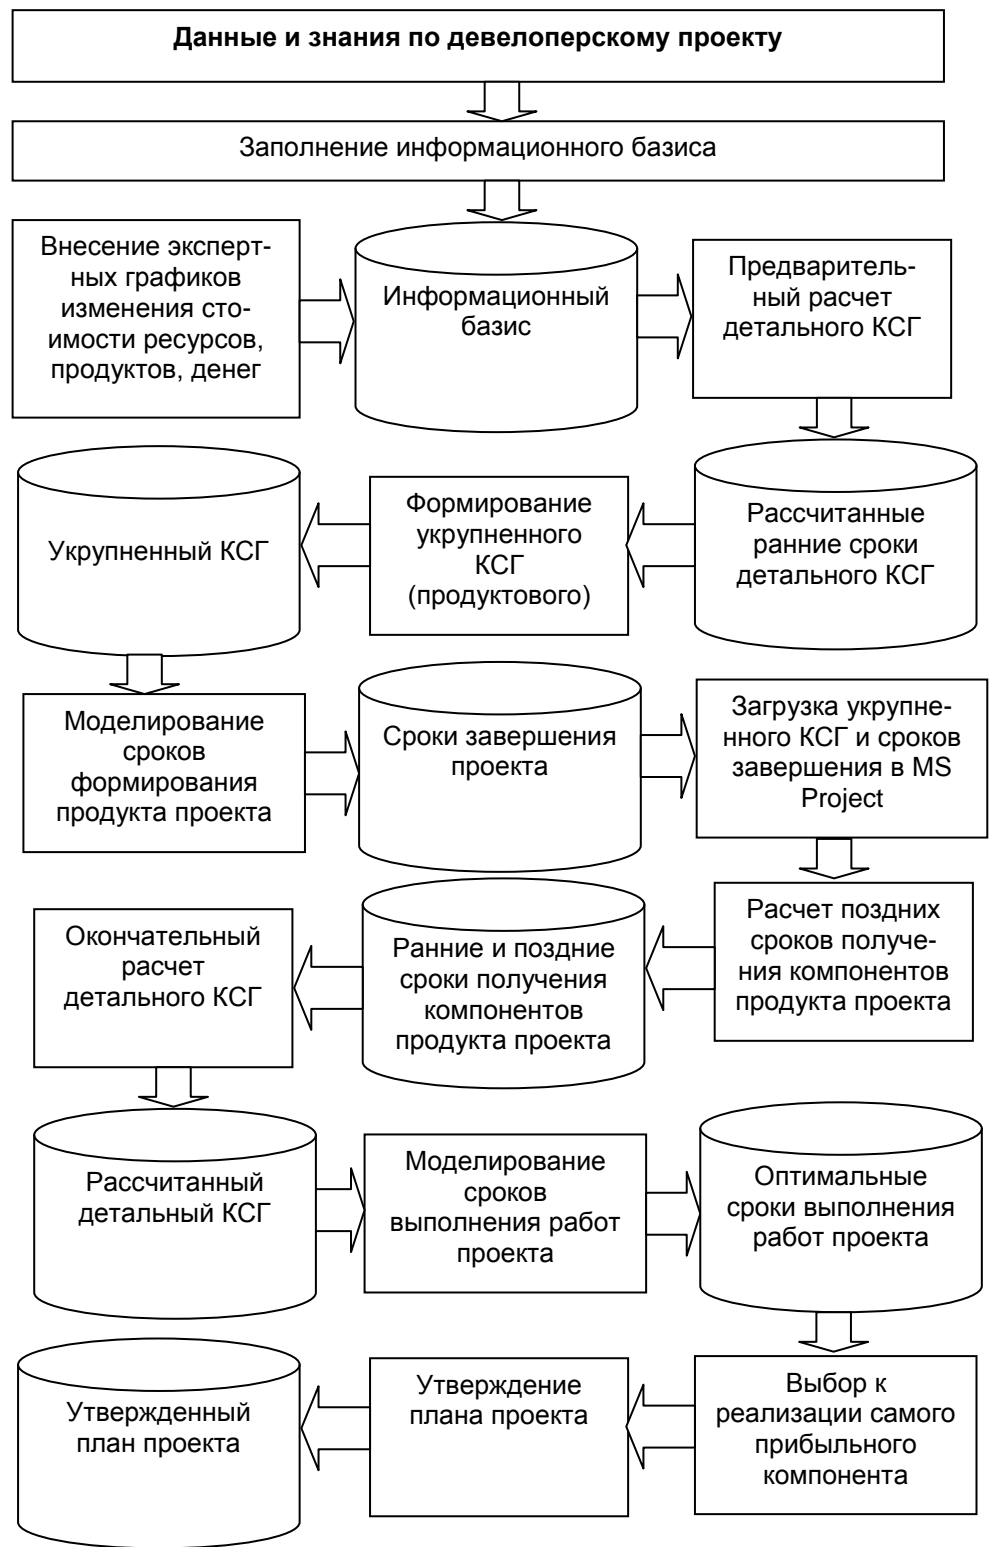 Данные и знания по девелоперскому проекту
Заполнение информационного базиса
Внесение эксперт-
ных графиков
изменения сто-
имости ресурсов,
продуктов, денег
Информационный
базис
Предваритель-
ный расчет
детального КСГ
Укрупненный КСГ
Формирование
укрупненного
КСГ
(продуктового)
Рассчитанные
ранние сроки
детального КСГ
Моделирование
сроков
формирования
продукта проекта
Сроки завершения
проекта
Загрузка укрупне-
нного КСГ и сроков
завершения в MS
Project
Окончательный
расчет
детального КСГ
Ранние и поздние
сроки получения
компонентов
продукта проекта
Расчет поздних
сроков получе-
ния компонентов
продукта проекта
Рассчитанный
детальный КСГ
Моделирование
сроков
выполнения работ
проекта
Оптимальные
сроки выполнения
работ проекта
Утвержденный
план проекта
Утверждение
плана проекта
Выбор к
реализации самого
прибыльного
компонента